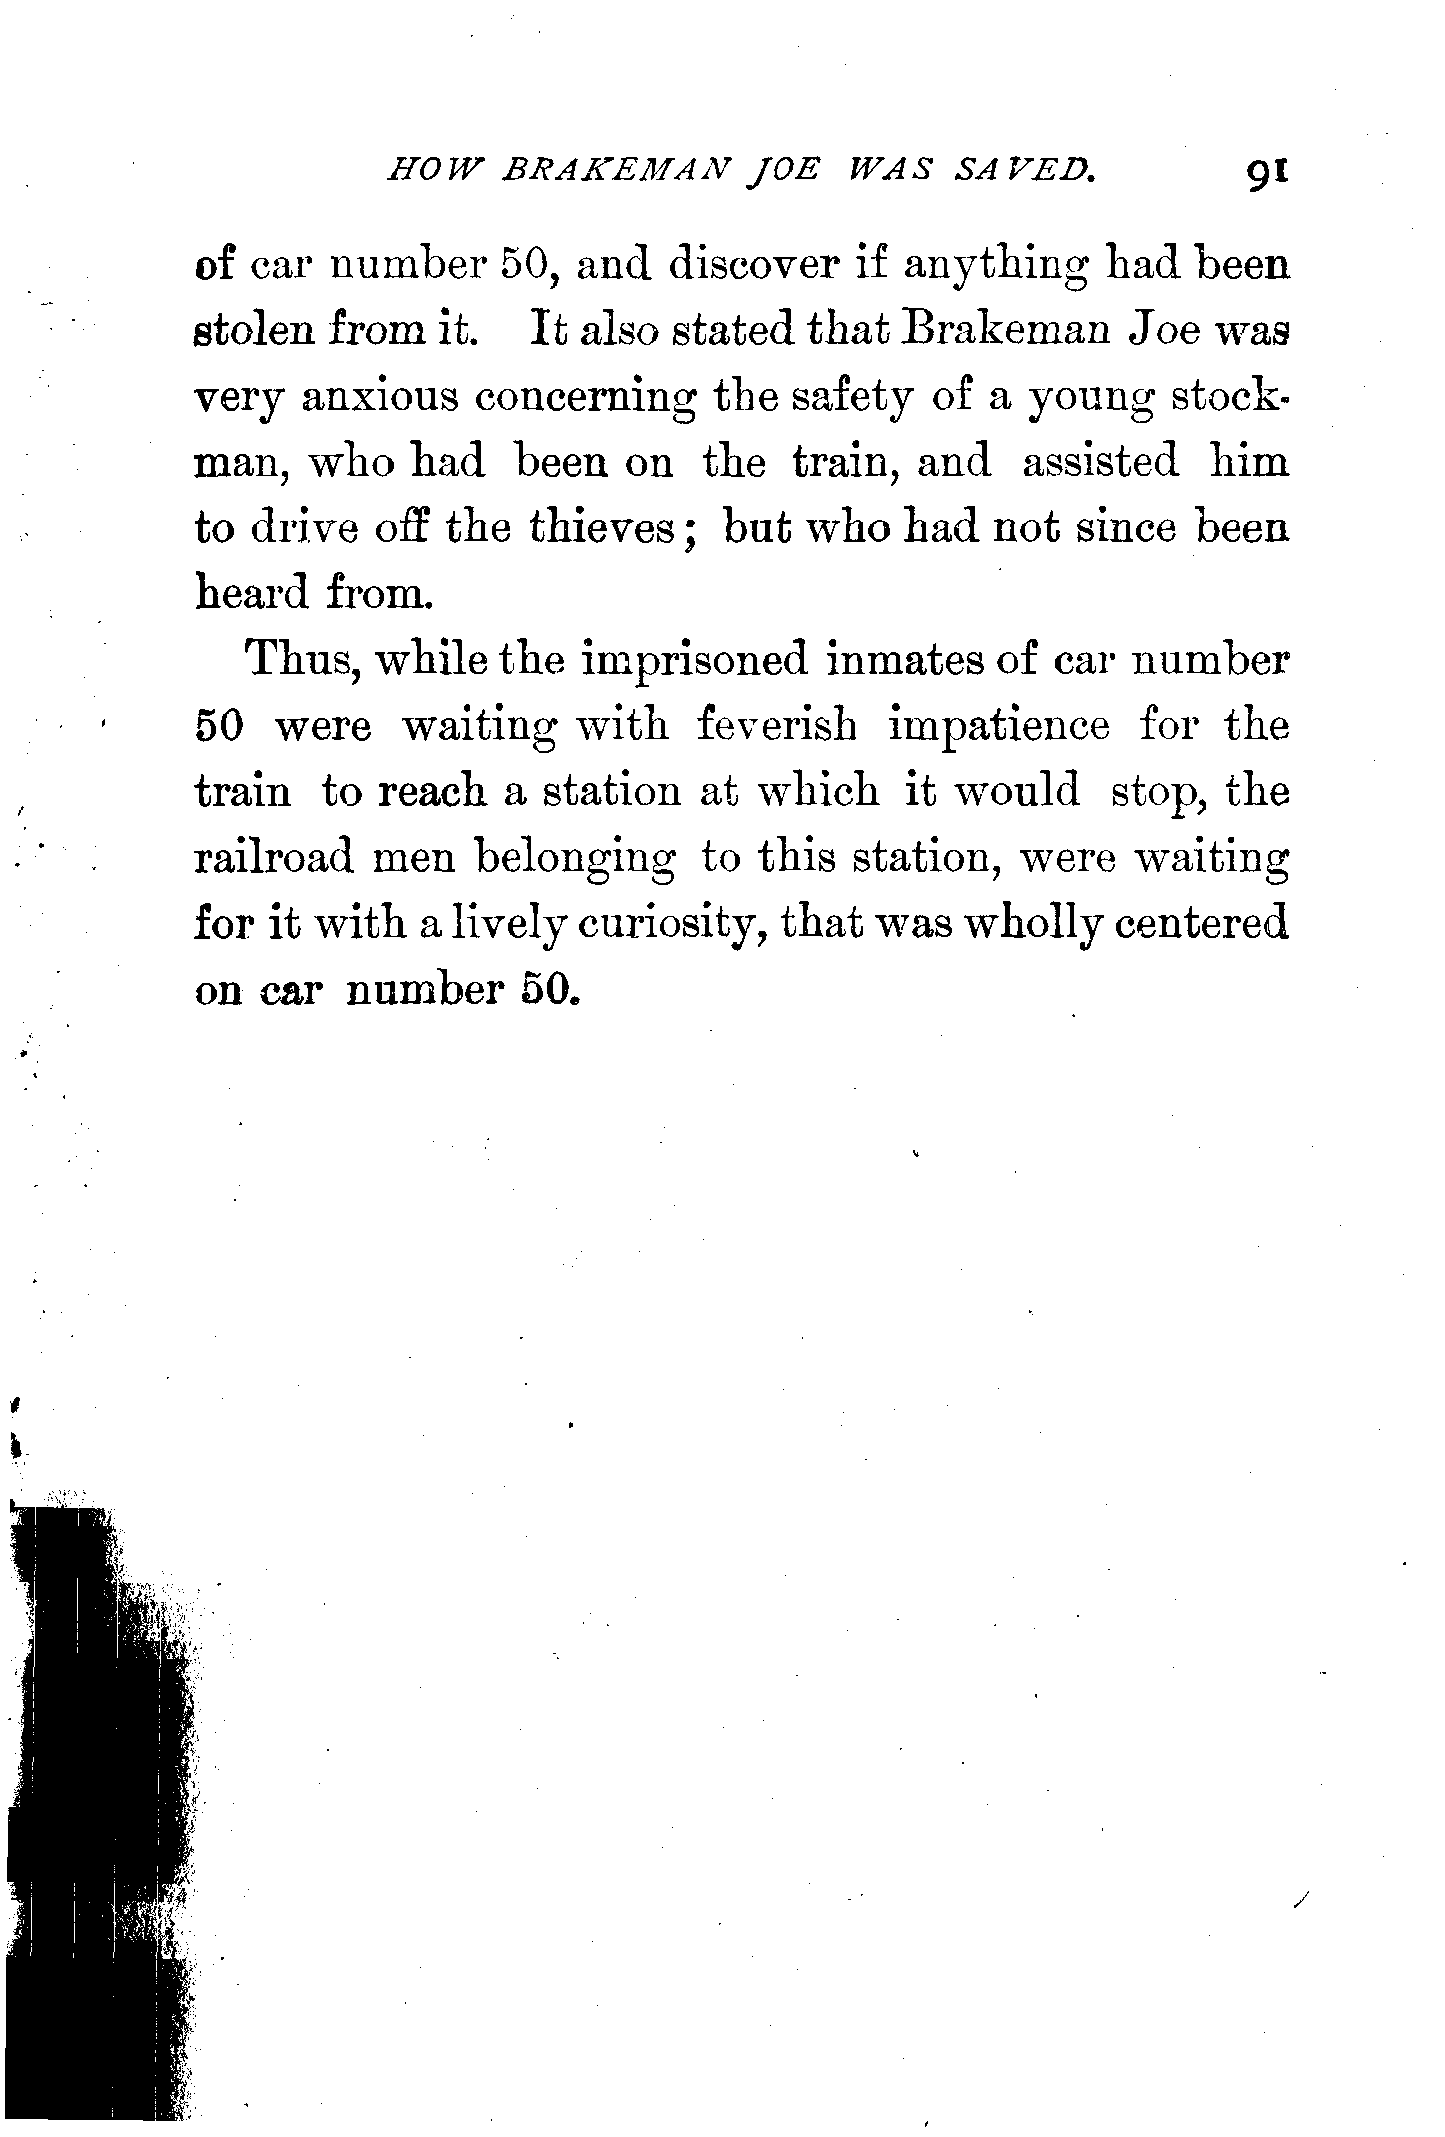 HOW BRAKEMAN JOE WAS SAVED. 91
of car number 50, and discover if anything had been
stolen from it. It also stated that Brakeman Joe was
very anxious concerning the safety of a young stock-
man, who had been on the train, and assisted him
to drive off the thieves; but who had not since been
heard from.
Thus, while the imprisoned inmates of car number
50 were waiting with feverish impatience for the
train to reach a station at which it would stop, the
railroad men belonging to this station, were waiting
for it with a lively curiosity, that was wholly centered
on car number 50.